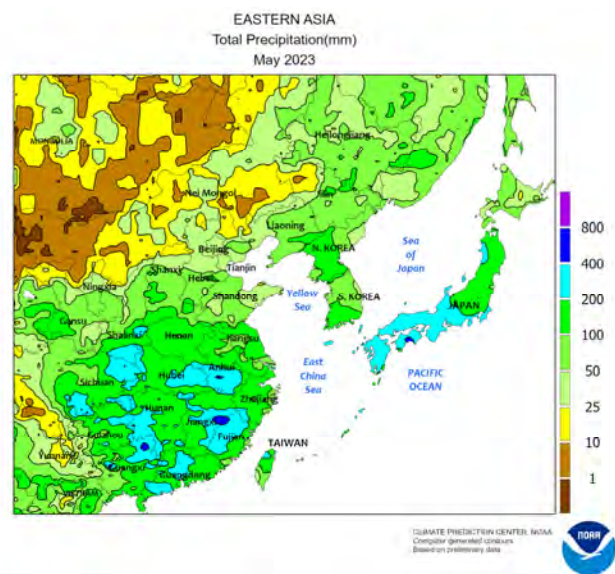 EASTERN ASIA
Total Precipitation(mm)
May 2023
MONGOLIA
Heilongjiang
Nei Mongol
Liaoning
Beijing
N. KOREA
Sea
of
Japan
Tianjin
Shanxi
Hebei
Ningxia
Shandong
Yellow
Sea
S. KOREA
JAPAN
Gansu
Shaanxi
Henan
Jiangsu
East
China
Sea
PACIFIC
OCEAN
Sichuan
Hubei
Anhui
Zhejiang
Hunan
Jiangxi
Guizhou
Fujian
TAIWAN
Yunnan
Guangxi
Guangdong
VIETNAM
800
400
200
100
50
25
10
1
CLIMATE PREDICTION CENTER, NOAA
Computer generated contours
Based on preliminary data
NOAA